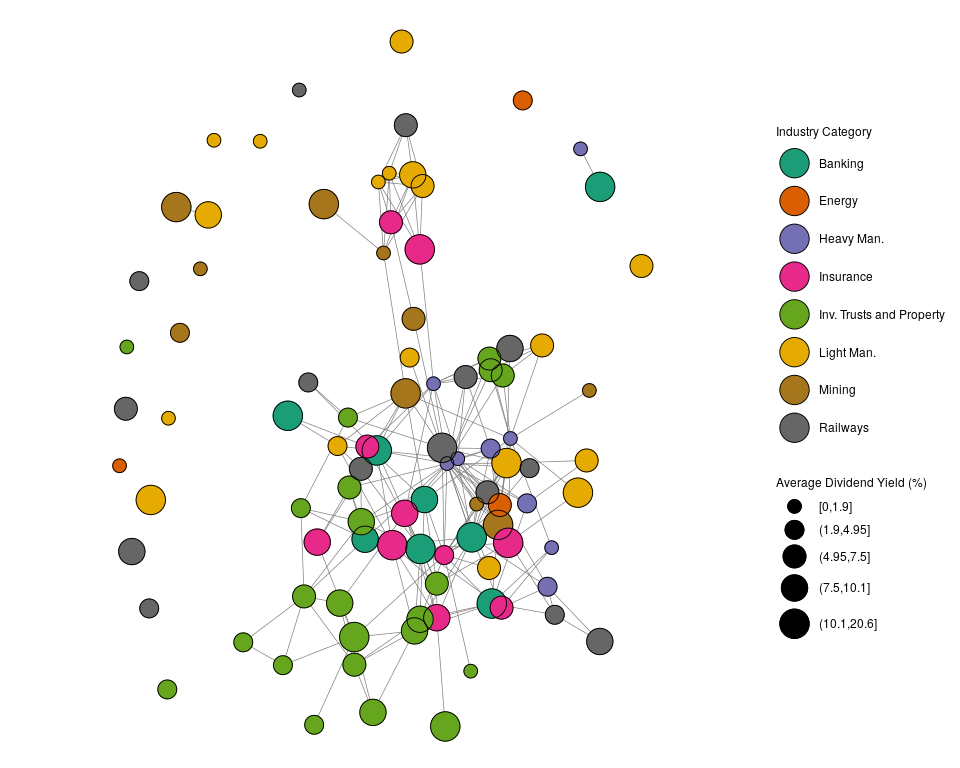 Industry Category
Banking
Energy
Heavy Man.
Insurance
Inv. Trusts and Property
Light Man.
Mining
Railways
Average Dividend Yield (%)
[0,1.9]
(1.9,4.95]
(4.95,7.5]
(7.5,10.1]
(10.1,20.6]